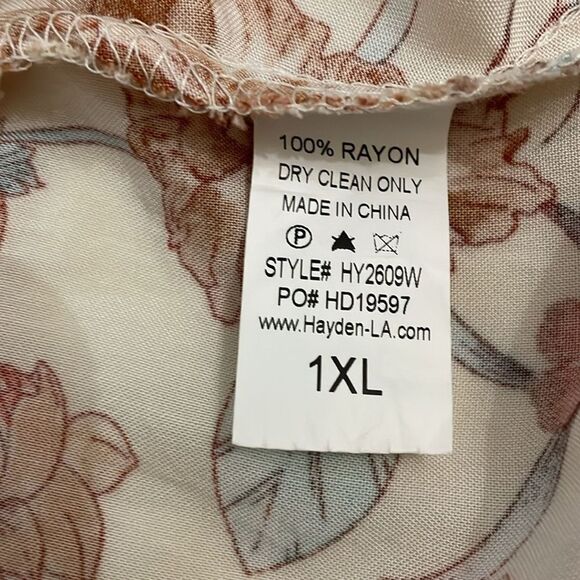 100% RAYON
DRY CLEAN ONLY
MADE IN CHINA
P
STYLE# HY2609W
PO# HD19597
www.Hayden-LA.com
1XL